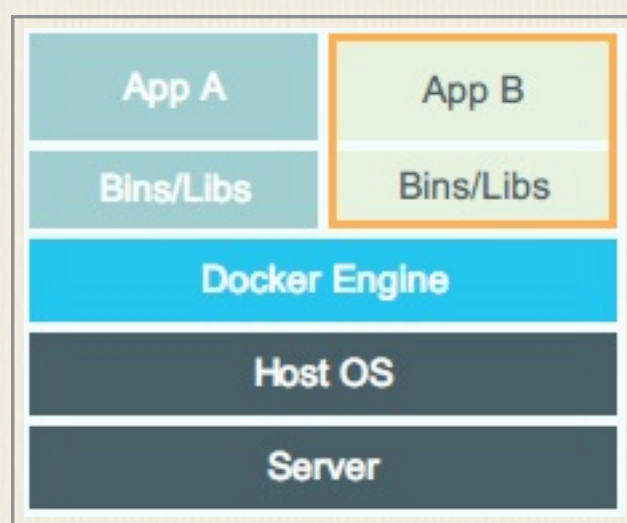 App A
App B
Bins/Libs
Bins/Libs
Docker Engine
Host OS
Server